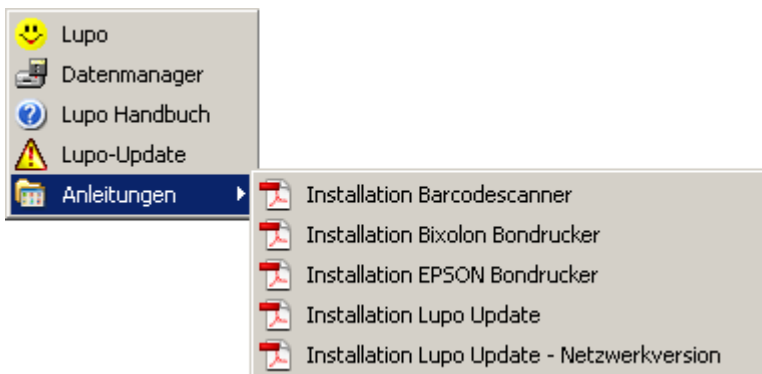 Lupo
Datenmanager
Lupo Handbuch
Lupo-Update
Anleitungen
Installation Barcodescanner
Installation Bixolon Bondrucker
Installation EPSON Bondrucker
Installation Lupo Update
Installation Lupo Update - Netzwerkversion